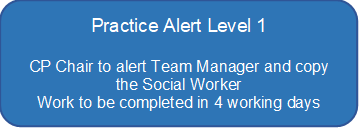 Practice Alert Level 1
CP Chair to alert Team Manager and copy
the Social Worker
Work to be completed in 4 working days